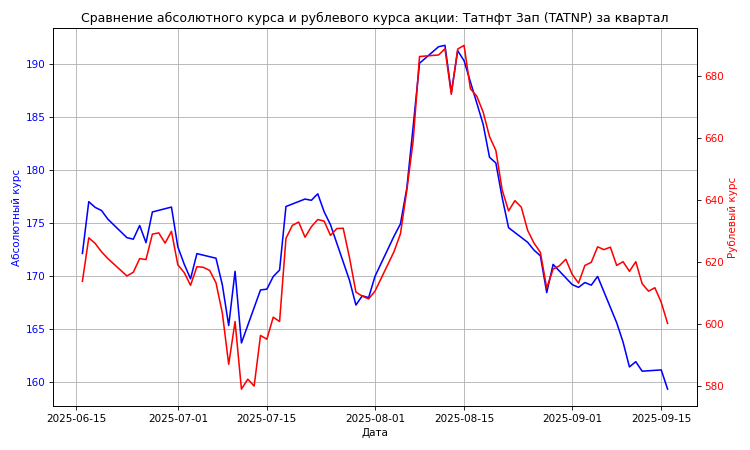 Сравнение абсолютного курса и рублевого курса акции: Татнфт 3ап (TATNP) за квартал
190
185
180
175
170
165
160
Абсолютный курс
680
660
640
620
600
580
Рублевый курс
2025-06-15 2025-07-01 2025-07-15 2025-08-01 2025-08-15 2025-09-01 2025-09-15
Дата